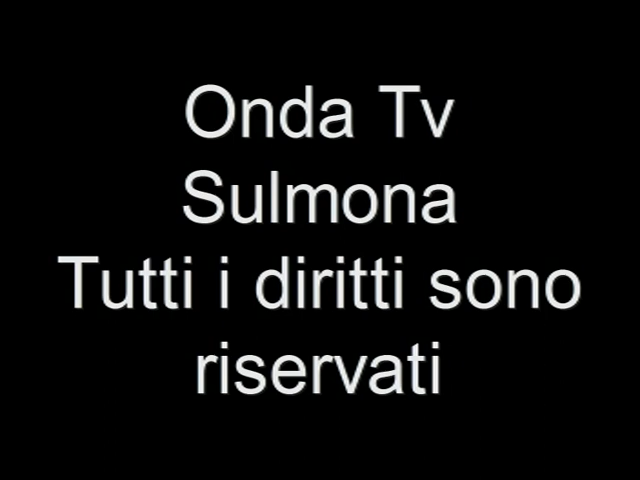 Onda Tv
Sulmona
Tutti i diritti sono
riservati